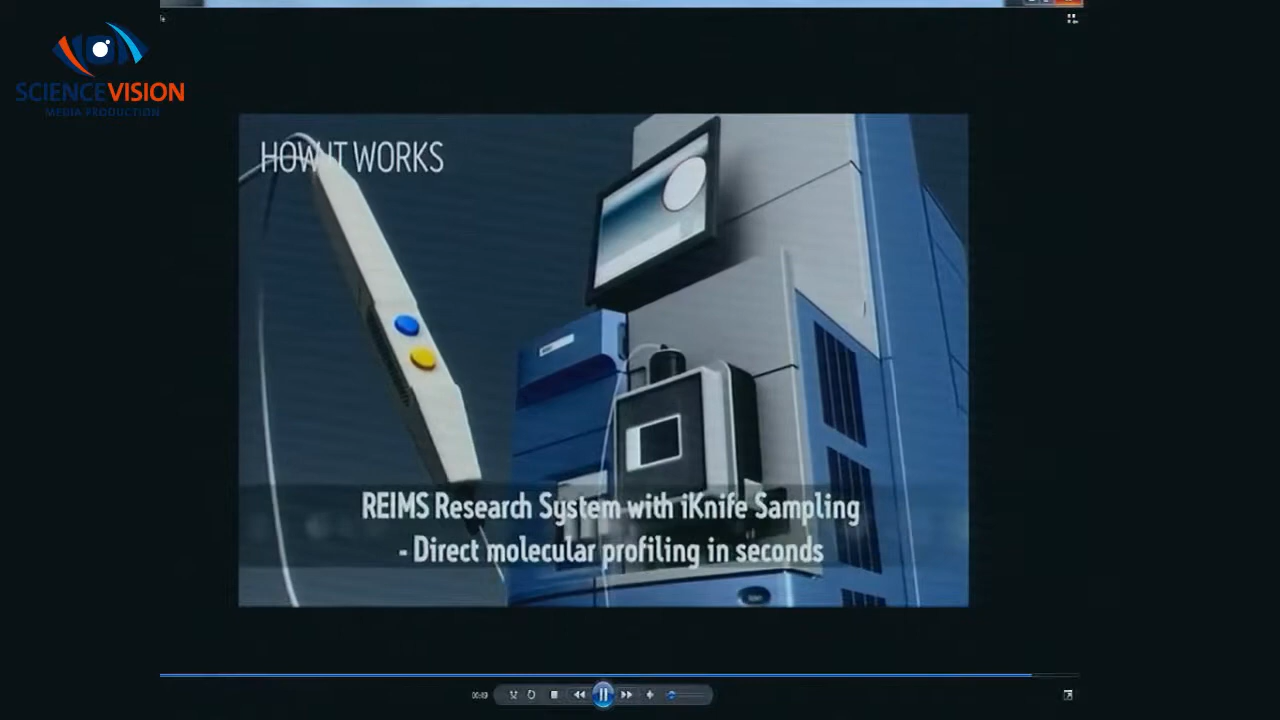 SCIENCEVISION
MEDIA PRODUCTION
HOW IT WORKS
REIMS Research System with iKnife Sampling
- Direct molecular profiling in seconds